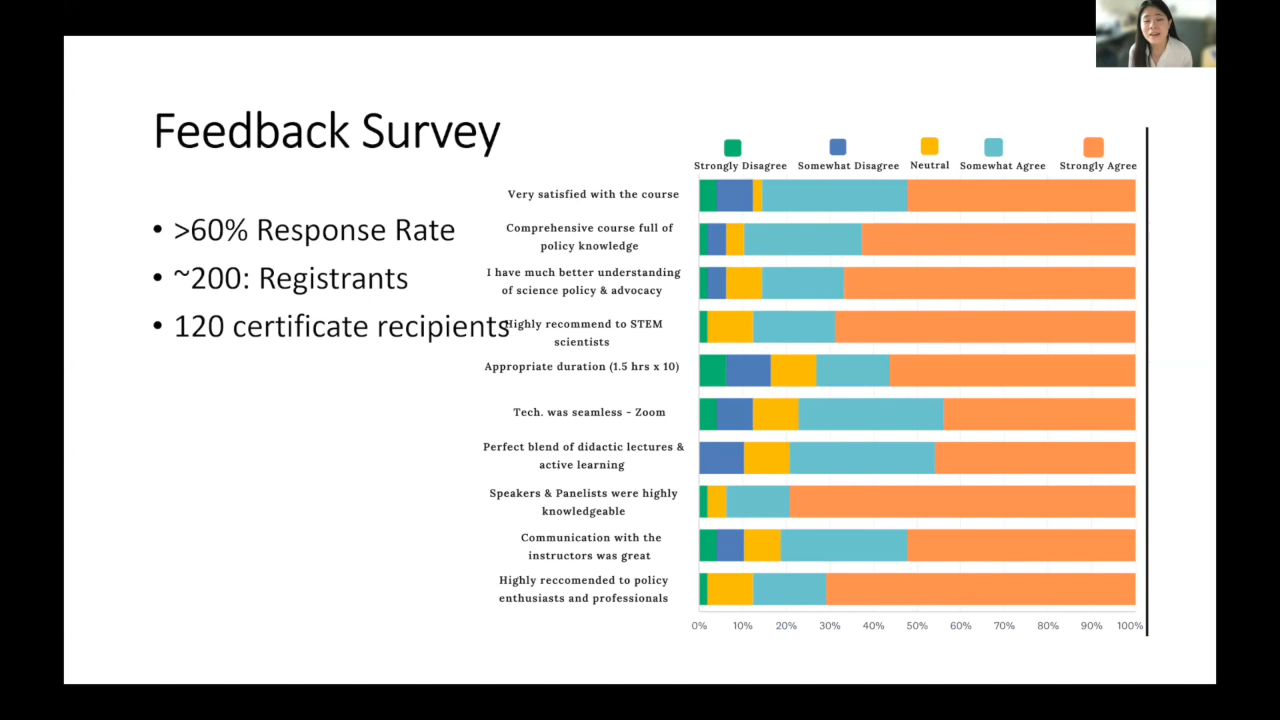 Feedback Survey
• >60% Response Rate
• ~200: Registrants
• 120 certificate recipients
Strongly Disagree Somewhat Disagree Neutral Somewhat Agree Strongly Agree
Very satisfied with the course
Comprehensive course full of
policy knowledge
I have much better understanding
of science policy & advocacy
Highly recommend to STEM
scientists
Appropriate duration (1.5 hrs x 10)
Tech. was seamless - Zoom
Perfect blend of didactic lectures &
active learning
Speakers & Panelists were highly
knowledgeable
Communication with the
instructors was great
Highly reccomended to policy
enthusiasts and professionals
0% 10% 20% 30% 40% 50% 60% 70% 80% 90% 100%